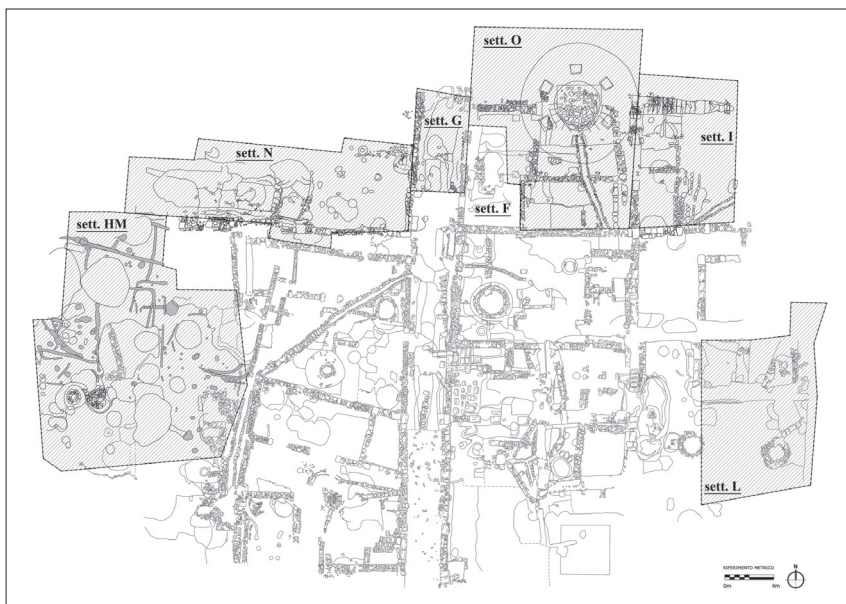 sett. O
sett. G
sett. I
sett. N
sett. F
sett. HM
sett. L
RIFERIMENTO METRICO
N
0m 4m